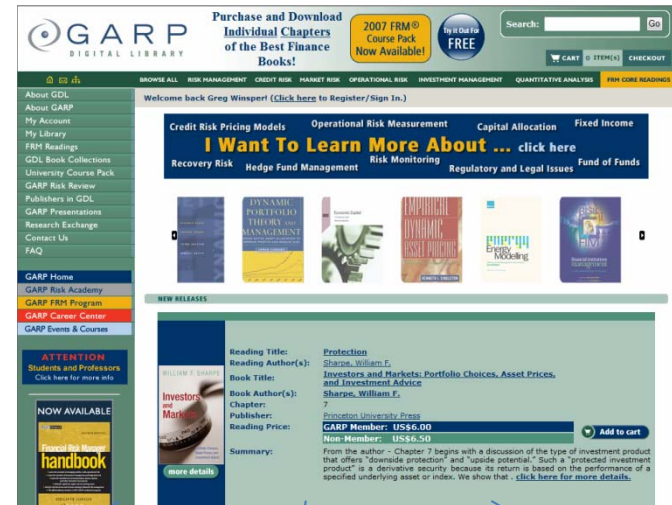 GARP
DIGITAL LIBRARY
Purchase and Download
Individual Chapters
of the Best Finance
Books!
2007 FRM®
Course Pack
Now Available!
Try It Out For
FREE
Search:
Go
CART 0 ITEM(s) CHECKOUT
BROWSE ALL RISK MANAGEMENT CREDIT RISK MARKET RISK OPERATIONAL RISK INVESTMENT MANAGEMENT QUANTITATIVE ANALYSIS FRM CORE READINGS
About GDL
About GARP
My Account
My Library
FRM Readings
GDL Book Collections
University Course Pack
GARP Risk Review
Publishers in GDL
GARP Presentations
Research Exchange
Contact Us
FAQ
GARP Home
GARP Risk Academy
GARP FRM Program
GARP Career Center
GARP Events & Courses
ATTENTION
Students and Professors
Click here for more info
NOW AVAILABLE
Financial Risk Manager
handbook
Welcome back Greg Winsper! (Click here to Register/Sign In.)
Credit Risk Pricing Models Operational Risk Measurement Capital Allocation Fixed Income
I Want To Learn More About ... click here
Recovery Risk Hedge Fund Management Risk Monitoring Regulatory and Legal Issues Fund of Funds
DYNAMIC
PORTFOLIO
THEORY AND
MANAGEMENT
Economic Capital
EMPIRICAL
DYNAMIC
ASSET PRICING
energy
Modelling
NEW RELEASES
WILLIAM F. SHARPE
Investors
and
Markets
more details
Reading Title: Protection
Reading Author(s): Sharpe, William F.
Book Title: Investors and Markets: Portfolio Choices, Asset Prices,
and Investment Advice
Book Author(s): Sharpe, William F.
Chapter: 7
Publisher: Princeton University Press
Reading Price: GARP Member: US$6.00
Non-Member: US$6.50
Add to cart
Summary: From the author - Chapter 7 begins with a discussion of the type of investment product
that offers "downside protection" and "upside potential." Such a "protected investment
product" is a derivative security because its return is based on the performance of a
specified underlying asset or index. We show that . click here for more details.